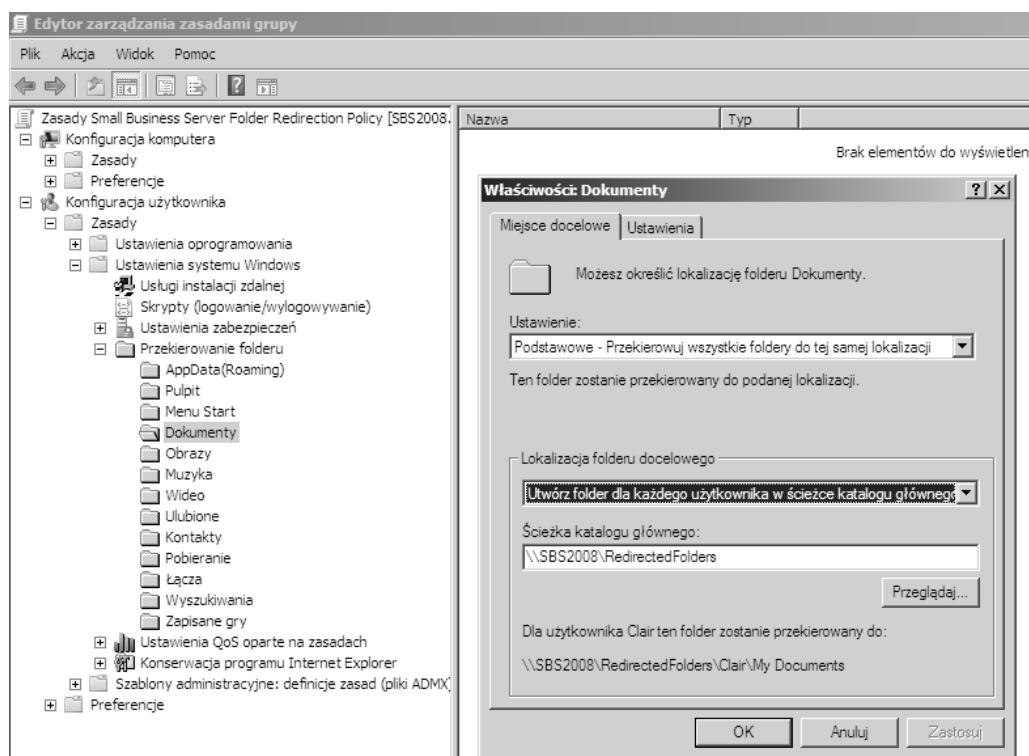 Edytor zarządzania zasadami grupy
Plik Akcja Widok Pomoc
Zasady Small Business Server Folder Redirection Policy [SBS2008.
Konfiguracja komputera
Zasady
Preferencje
Konfiguracja użytkownika
Zasady
Ustawienia oprogramowania
Ustawienia systemu Windows
Usługi instalacji zdalnej
Skrypty (logowanie/wylogowywanie)
Ustawienia zabezpieczeń
Przekierowanie folderu
AppData(Roaming)
Pulpit
Menu Start
Dokumenty
Obrazy
Muzyka
Wideo
Ulubione
Kontakty
Pobieranie
Łącza
Wyszukiwania
Zapisane gry
Ustawienia QoS oparte na zasadach
Konserwacja programu Internet Explorer
Szablony administracyjne: definicje zasad (pliki ADMX)
Preferencje
Nazwa Typ
Brak elementów do wyświetlen
Właściwości: Dokumenty
Miejsce docelowe Ustawienia
Możesz określić lokalizację folderu Dokumenty.
Ustawienie:
Podstawowe - Przekierowuj wszystkie foldery do tej samej lokalizacji
Ten folder zostanie przekierowany do podanej lokalizacji.
Lokalizacja folderu docelowego
Utwórz folder dla każdego użytkownika w ścieżce katalogu głównego
Ścieżka katalogu głównego:
\\SBS2008\RedirectedFolders
Przeglądaj...
Dla użytkownika Clair ten folder zostanie przekierowany do:
\\SBS2008\RedirectedFolders\Clair\My Documents
OK Anuluj Zastosuj